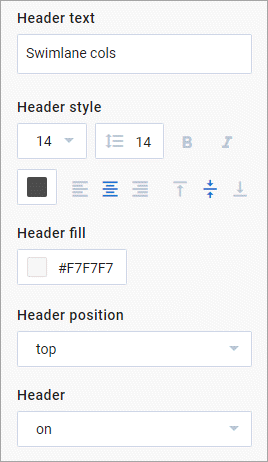 Header text
Swimlane cols
Header style
14 14 B I
Header fill
#F7F7F7
Header position
top
Header
on